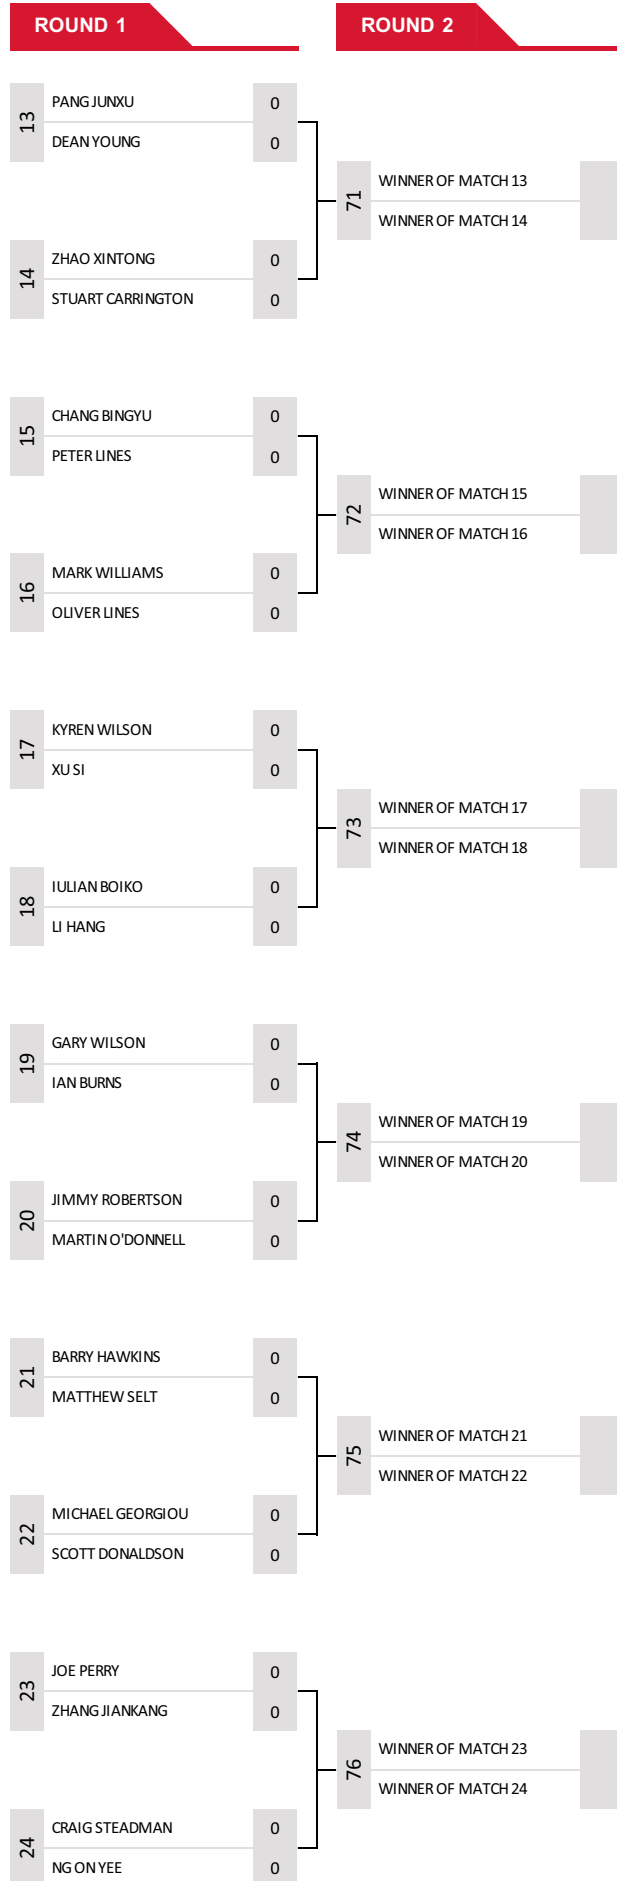 ROUND 1
ROUND 2
13
PANG JUNXU 0
DEAN YOUNG 0
71
WINNER OF MATCH 13
WINNER OF MATCH 14
14
ZHAO XINTONG 0
STUART CARRINGTON 0
15
CHANG BINGYU 0
PETER LINES 0
72
WINNER OF MATCH 15
WINNER OF MATCH 16
16
MARK WILLIAMS 0
OLIVER LINES 0
17
KYREN WILSON 0
XU SI 0
73
WINNER OF MATCH 17
WINNER OF MATCH 18
18
IULIAN BOIKO 0
LI HANG 0
19
GARY WILSON 0
IAN BURNS 0
74
WINNER OF MATCH 19
WINNER OF MATCH 20
20
JIMMY ROBERTSON 0
MARTIN O'DONNELL 0
21
BARRY HAWKINS 0
MATTHEW SELT 0
75
WINNER OF MATCH 21
WINNER OF MATCH 22
22
MICHAEL GEORGIOU 0
SCOTT DONALDSON 0
23
JOE PERRY 0
ZHANG JIANKANG 0
76
WINNER OF MATCH 23
WINNER OF MATCH 24
24
CRAIG STEADMAN 0
NG ON YEE 0